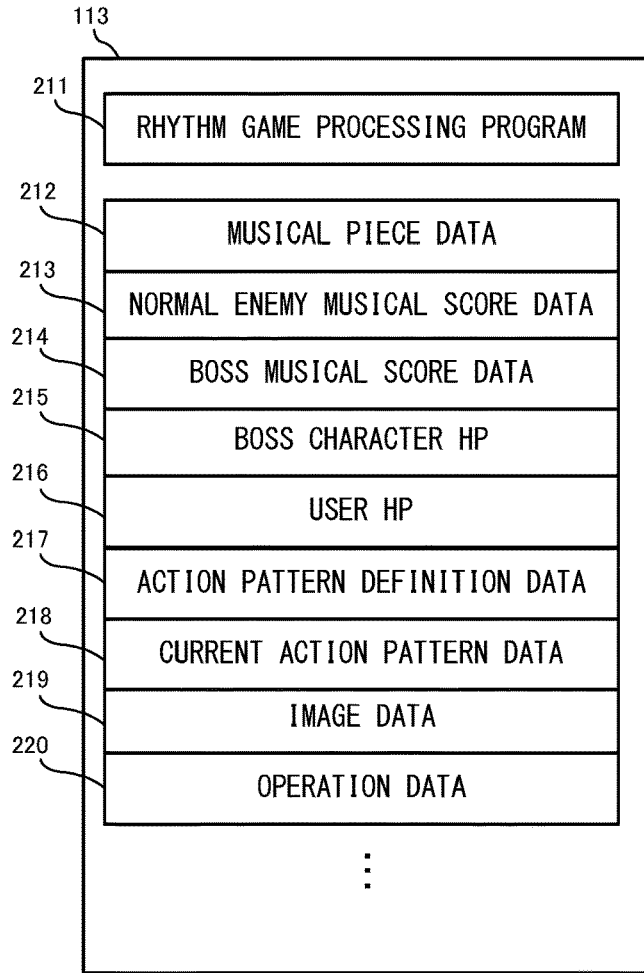 113
211
RHYTHM GAME PROCESSING PROGRAM
212
MUSICAL PIECE DATA
213
NORMAL ENEMY MUSICAL SCORE DATA
214
BOSS MUSICAL SCORE DATA
215
BOSS CHARACTER HP
216
USER HP
217
ACTION PATTERN DEFINITION DATA
218
CURRENT ACTION PATTERN DATA
219
IMAGE DATA
220
OPERATION DATA
⋮